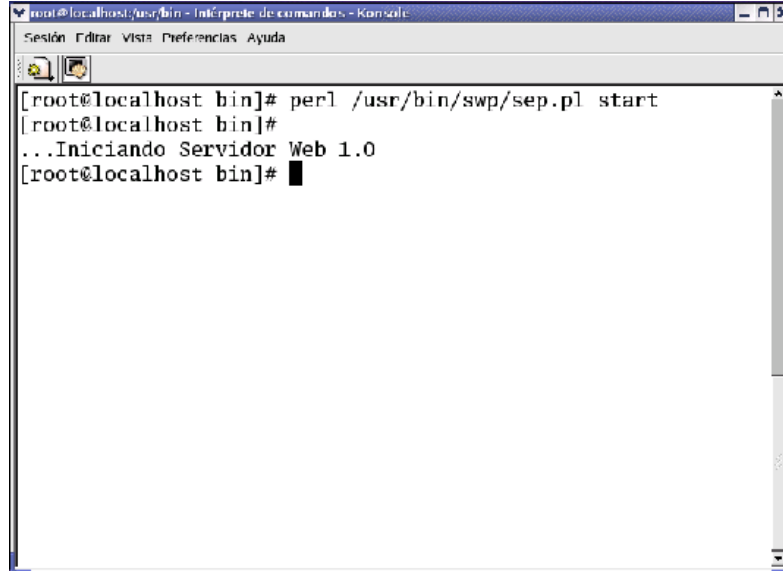 root@localhost:/usr/bin - Intérprete de comandos - Konsole
Sesión Editar Vista Preferencias Ayuda
[root@localhost bin]# perl /usr/bin/swp/sep.pl start
[root@localhost bin]#
...Iniciando Servidor Web 1.0
[root@localhost bin]#